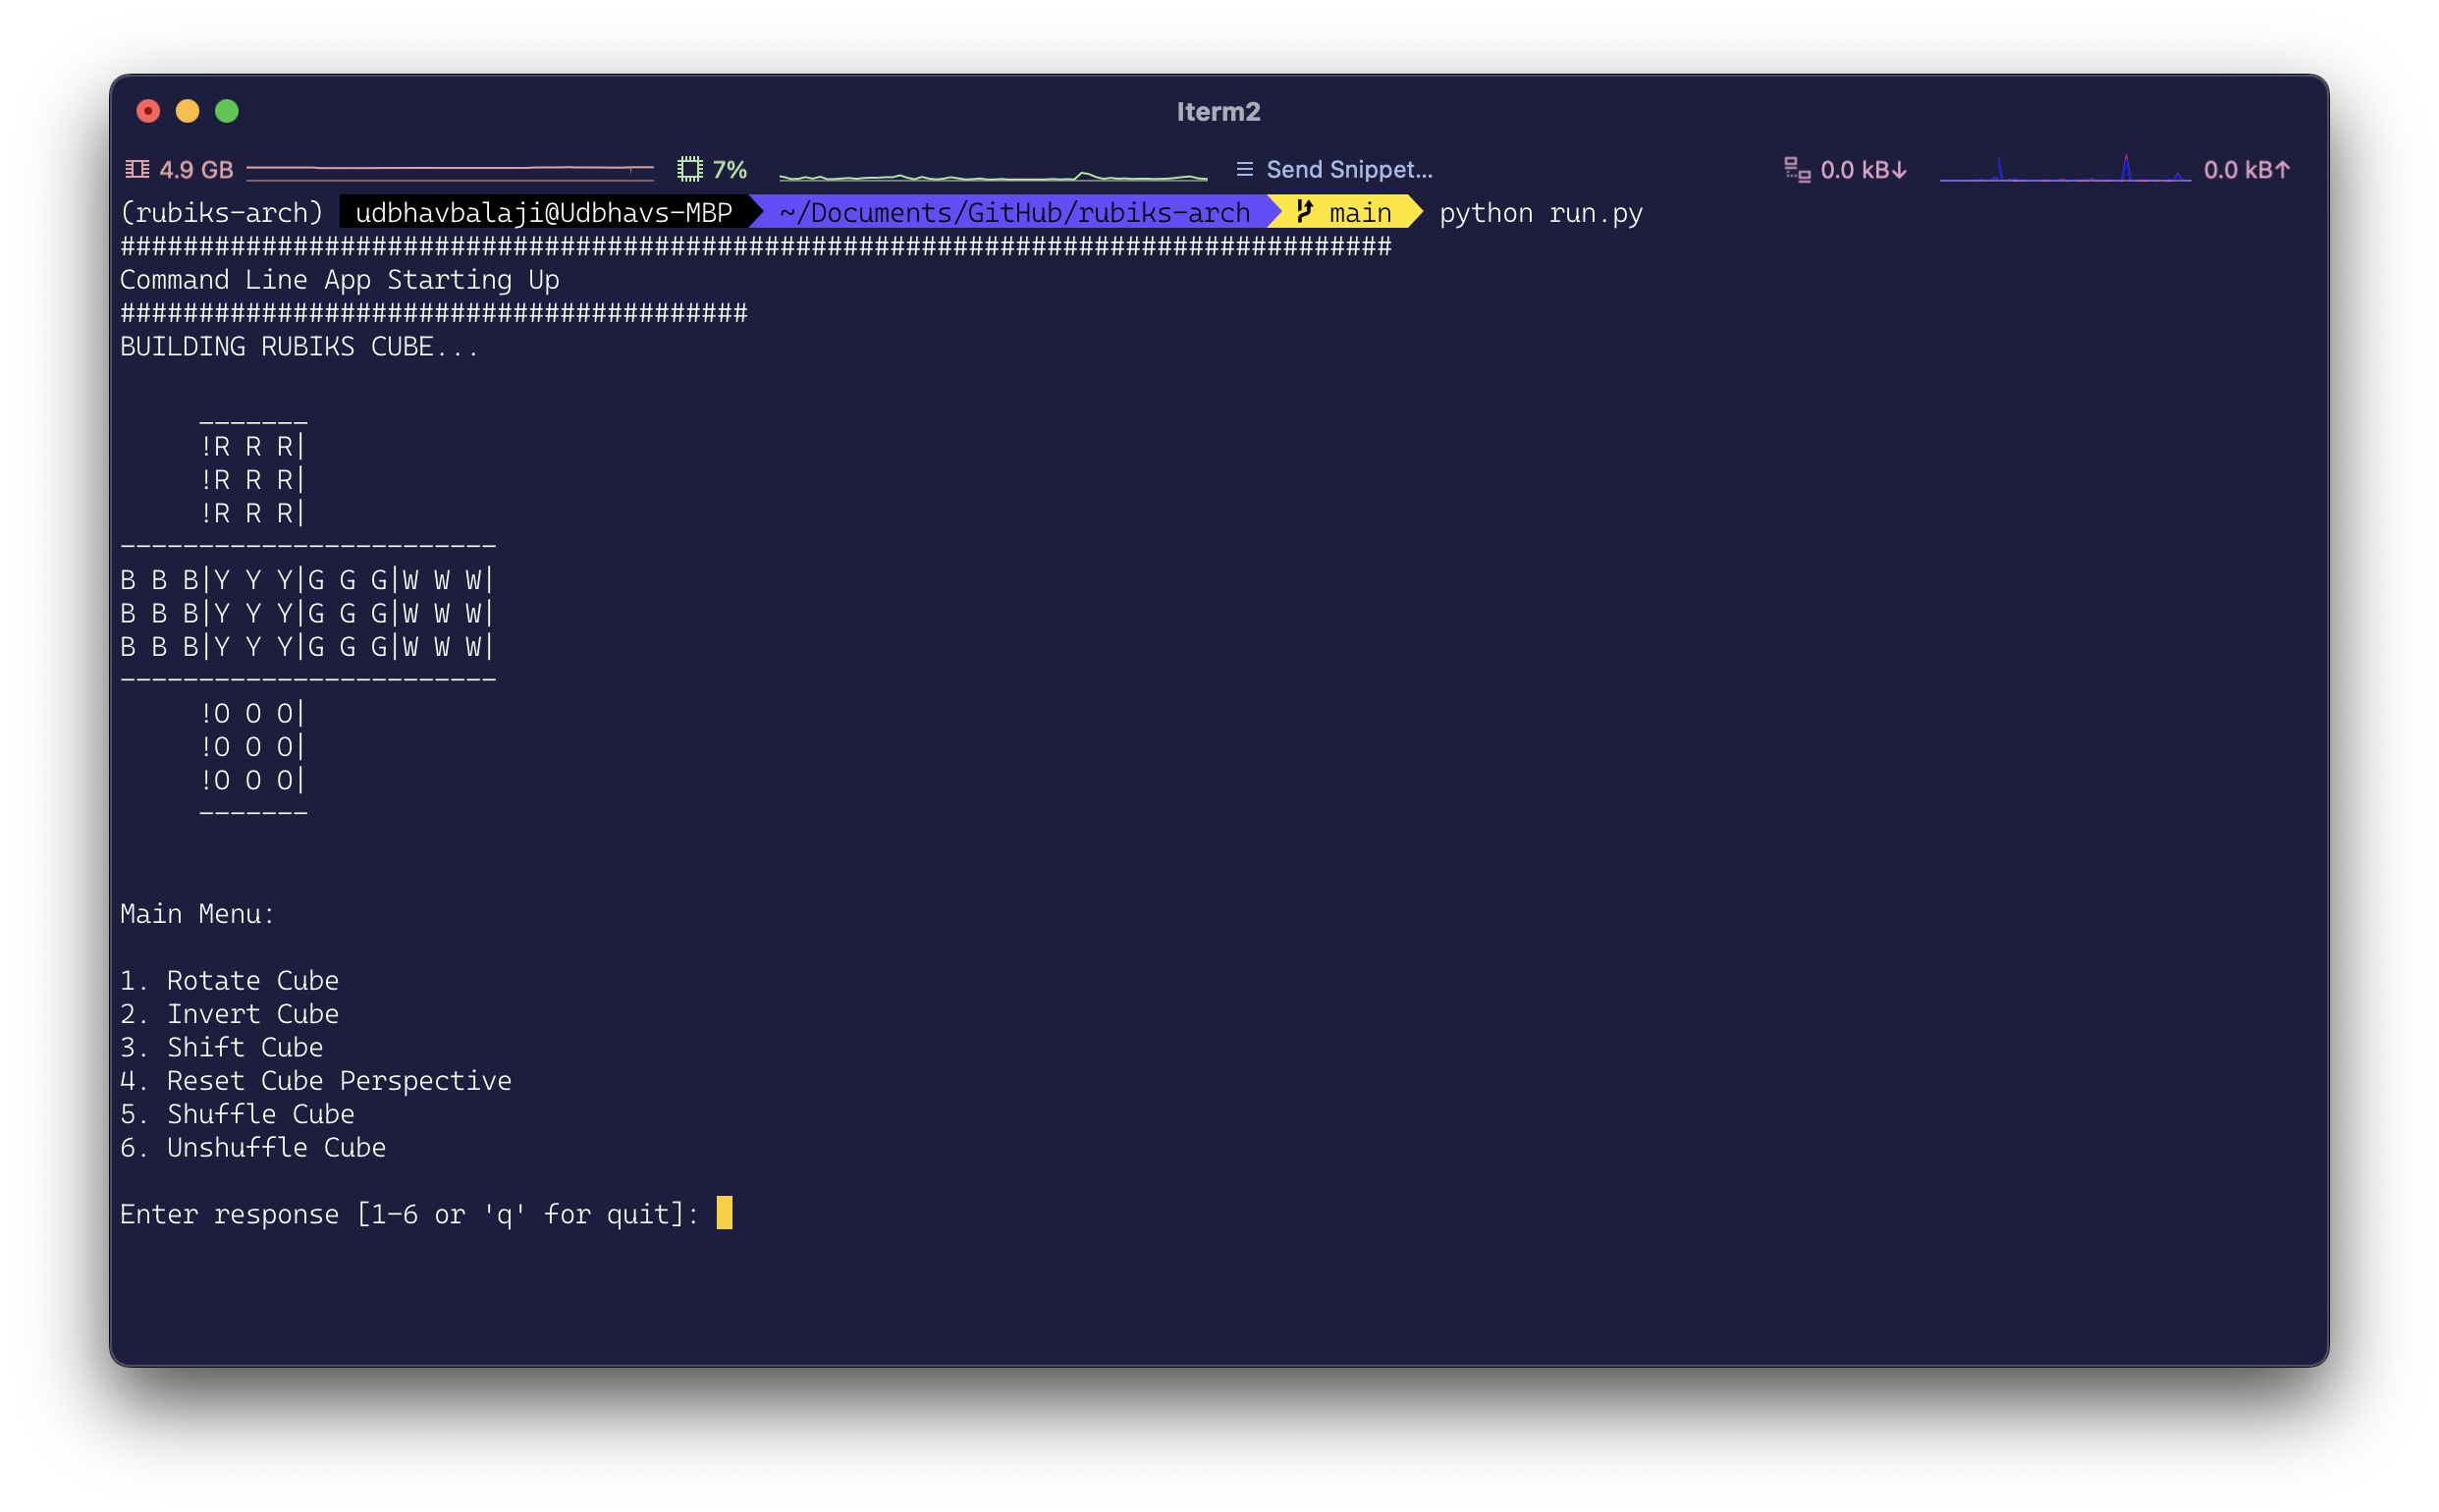 Iterm2
4.9 GB 7% Send Snippet... 0.0 kB↓ 0.0 kB↑
(rubiks-arch) udbhavbalaji@Udbhavs-MBP ~/Documents/GitHub/rubiks-arch main python run.py
#################################################################################
Command Line App Starting Up
########################################
BUILDING RUBIKS CUBE...
_______
!R R R|
!R R R|
!R R R|
------------------------
B B B|Y Y Y|G G G|W W W|
B B B|Y Y Y|G G G|W W W|
B B B|Y Y Y|G G G|W W W|
------------------------
!O O O|
!O O O|
!O O O|
-------
Main Menu:
1. Rotate Cube
2. Invert Cube
3. Shift Cube
4. Reset Cube Perspective
5. Shuffle Cube
6. Unshuffle Cube
Enter response [1-6 or 'q' for quit]: